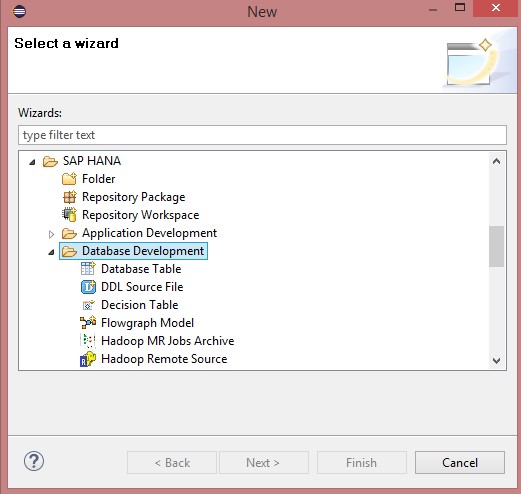 New
Select a wizard
Wizards:
type filter text
SAP HANA
Folder
Repository Package
Repository Workspace
Application Development
Database Development
Database Table
DDL Source File
Decision Table
Flowgraph Model
Hadoop MR Jobs Archive
Hadoop Remote Source
?
< Back Next > Finish Cancel